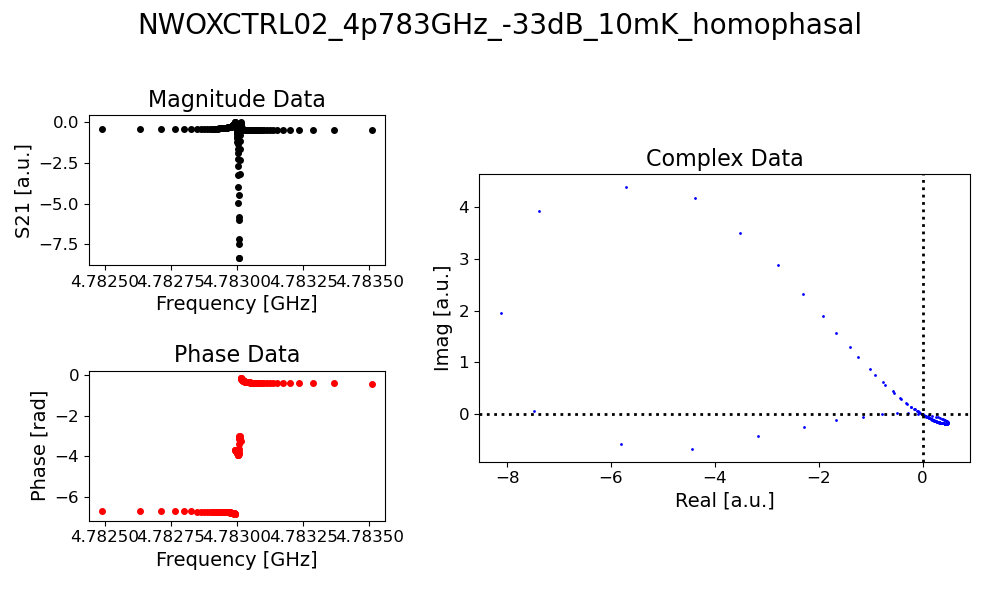 NWOXCTRL02_4p783GHz_-33dB_10mK_homophasal
Magnitude Data
0.0
−2.5
−5.0
−7.5
S21 [a.u.]
4.78250 4.78275 4.78300 4.78325 4.78350
Frequency [GHz]
Phase Data
0
−2
−4
−6
Phase [rad]
4.78250 4.78275 4.78300 4.78325 4.78350
Frequency [GHz]
Complex Data
4
3
2
1
0
Imag [a.u.]
−8 −6 −4 −2 0
Real [a.u.]